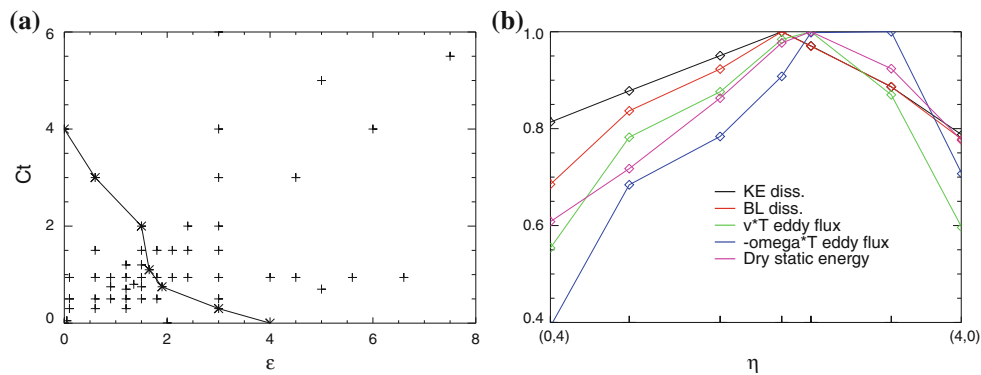 (a)
6
4
2
0
Ct
0
2
4
6
8
ε
(b)
1.0
0.8
0.6
0.4
KE diss.
BL diss.
v*T eddy flux
-omega*T eddy flux
Dry static energy
(0,4)
(4,0)
η